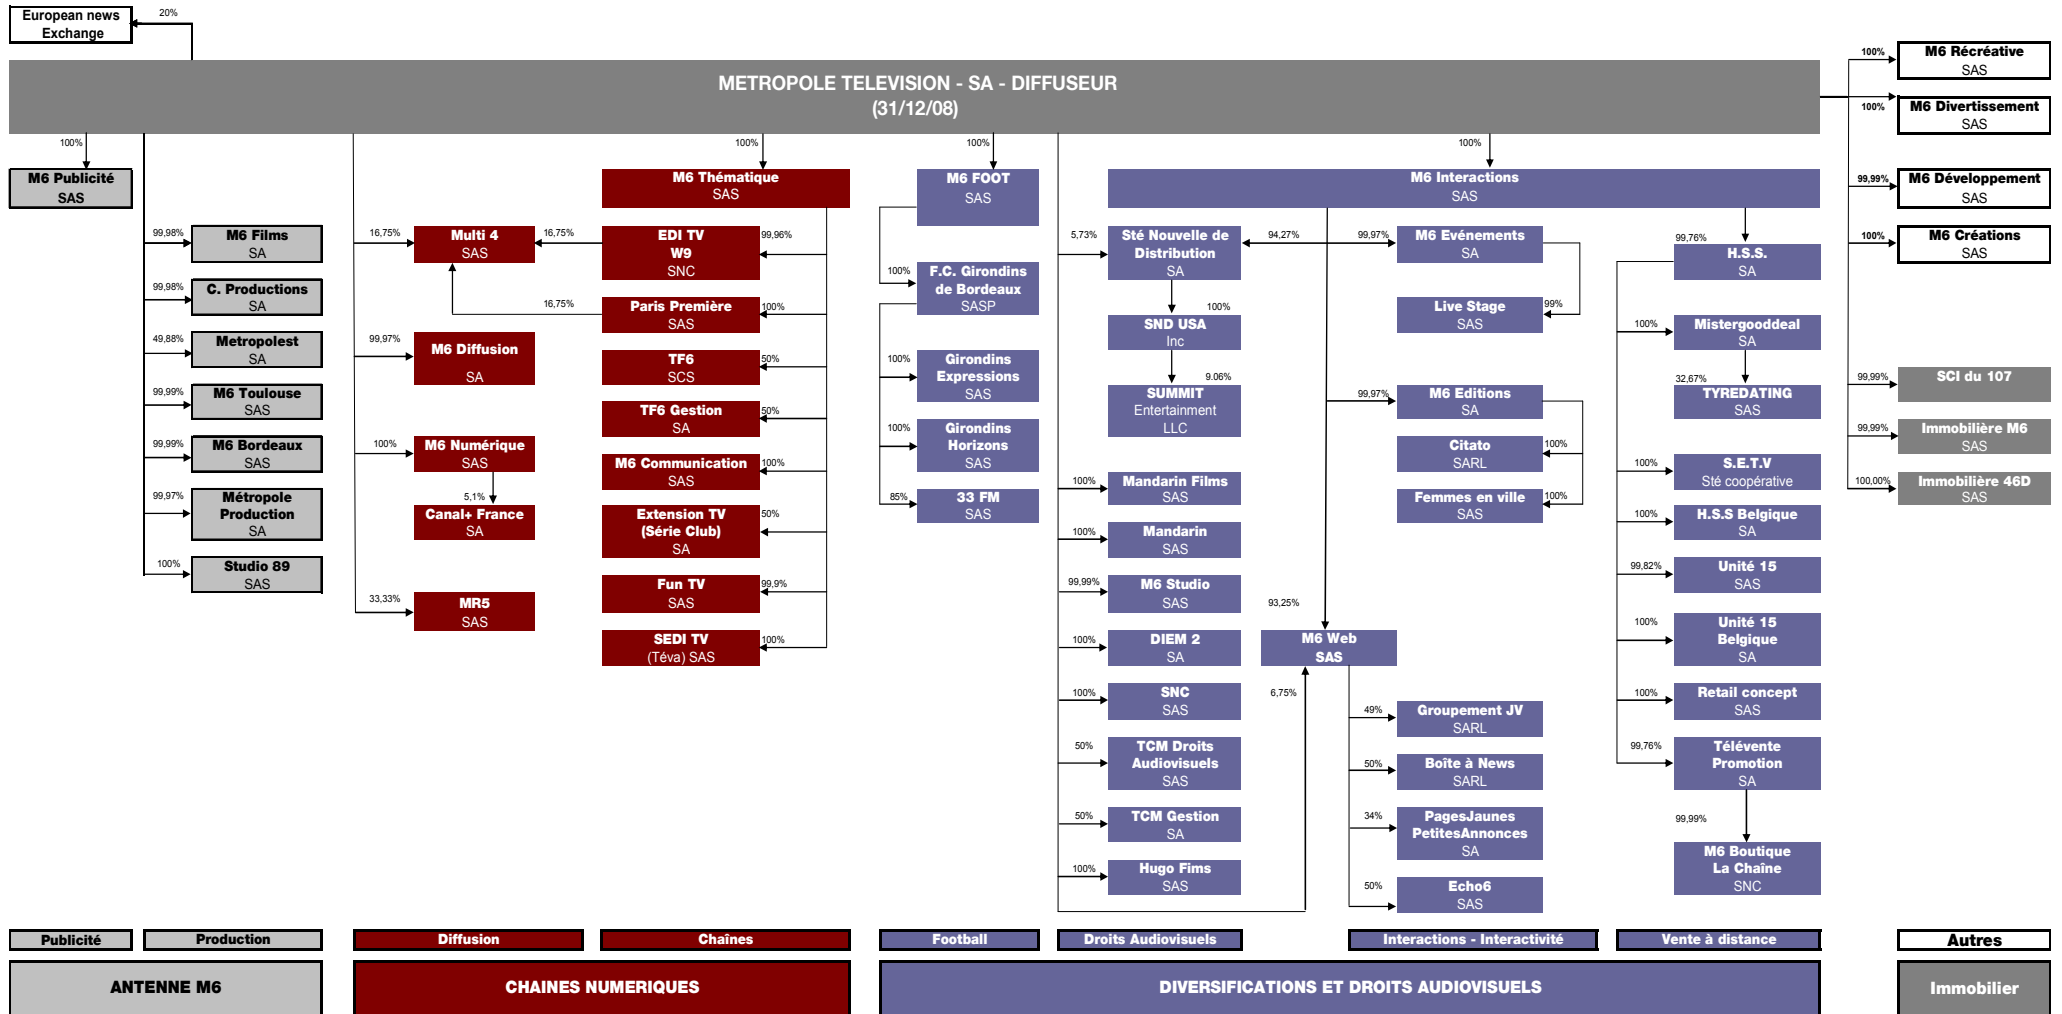 European news
Exchange
20%
METROPOLE TELEVISION - SA - DIFFUSEUR
(31/12/08)
100%
M6 Récréative
SAS
100%
M6 Divertissement
SAS
99,99%
M6 Développement
SAS
100%
M6 Créations
SAS
99,99%
SCI du 107
99,99%
Immobilière M6
SAS
100,00%
Immobilière 46D
SAS
100%
M6 Publicité
SAS
99,98%
M6 Films
SA
99,98%
C. Productions
SA
49,88%
Metropolest
SA
99,99%
M6 Toulouse
SAS
99,99%
M6 Bordeaux
SAS
99,97%
Métropole
Production
SA
100%
Studio 89
SAS
16,75%
Multi 4
SAS
16,75%
16,75%
99,97%
M6 Diffusion
SA
100%
M6 Numérique
SAS
5,1%
Canal+ France
SA
33,33%
MR5
SAS
100%
M6 Thématique
SAS
EDI TV
W9
SNC
99,96%
Paris Première
SAS
100%
TF6
SCS
50%
TF6 Gestion
SA
50%
M6 Communication
SAS
100%
Extension TV
(Série Club)
SA
50%
Fun TV
SAS
99,9%
SEDI TV
(Téva) SAS
100%
100%
M6 FOOT
SAS
100%
F.C. Girondins
de Bordeaux
SASP
100%
Girondins
Expressions
SAS
100%
Girondins
Horizons
SAS
85%
33 FM
SAS
5,73%
Sté Nouvelle de
Distribution
SA
94,27%
100%
SND USA
Inc
9.06%
SUMMIT
Entertainment
LLC
100%
Mandarin Films
SAS
100%
Mandarin
SAS
99,99%
M6 Studio
SAS
100%
DIEM 2
SA
100%
SNC
SAS
50%
TCM Droits
Audiovisuels
SAS
50%
TCM Gestion
SA
100%
Hugo Fims
SAS
100%
M6 Interactions
SAS
99,97%
M6 Evénements
SA
99%
Live Stage
SAS
99,97%
M6 Editions
SA
Citato
SARL
100%
Femmes en ville
SAS
100%
93,25%
M6 Web
SAS
6,75%
49%
Groupement JV
SARL
50%
Boîte à News
SARL
34%
PagesJaunes
PetitesAnnonces
SA
50%
Echo6
SAS
99,76%
H.S.S.
SA
100%
Mistergooddeal
SA
32,67%
TYREDATING
SAS
100%
S.E.T.V
Sté coopérative
100%
H.S.S Belgique
SA
99,82%
Unité 15
SAS
100%
Unité 15
Belgique
SA
100%
Retail concept
SAS
99,76%
Télévente
Promotion
SA
99,99%
M6 Boutique
La Chaîne
SNC
Publicité
Production
Diffusion
Chaînes
Football
Droits Audiovisuels
Interactions - Interactivité
Vente à distance
Autres
ANTENNE M6
CHAINES NUMERIQUES
DIVERSIFICATIONS ET DROITS AUDIOVISUELS
Immobilier